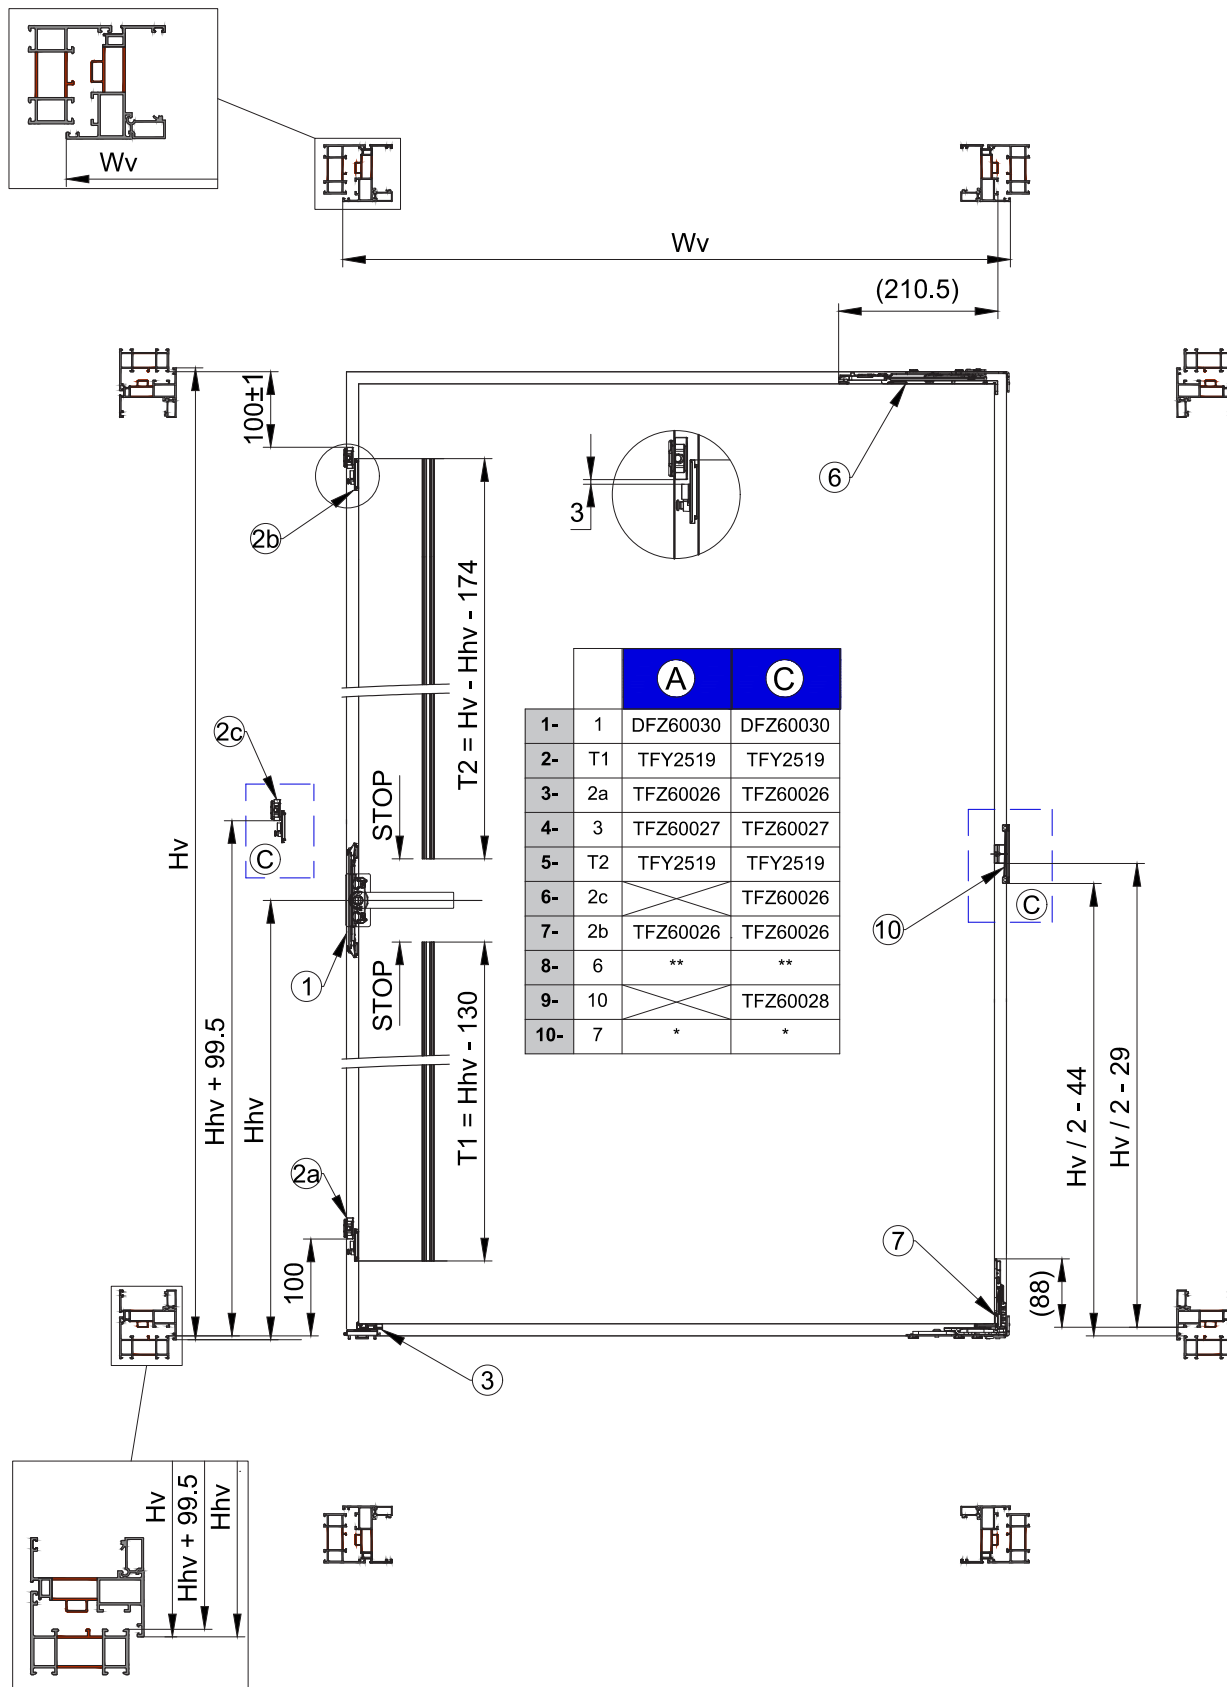 Wv
Wv
(210.5)
100±1
6
3
2b
T2 = Hv - Hhv - 174
A C
1- 1 DFZ60030 DFZ60030
2- T1 TFY2519 TFY2519
3- 2a TFZ60026 TFZ60026
4- 3 TFZ60027 TFZ60027
5- T2 TFY2519 TFY2519
6- 2c TFZ60026
7- 2b TFZ60026 TFZ60026
8- 6 ** **
9- 10 TFZ60028
10- 7 * *
2c
STOP
Hv
C
C
10
1
STOP
Hhv + 99.5
Hhv
T1 = Hhv - 130
Hv / 2 - 44
Hv / 2 - 29
2a
7
100
(88)
3
Hv
Hhv + 99.5
Hhv